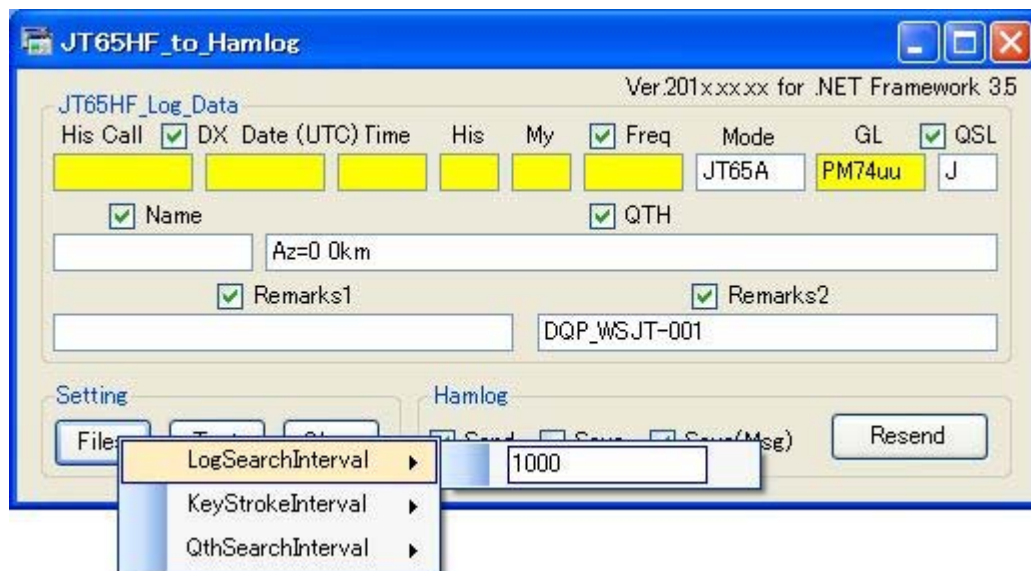 JT65HF_to_Hamlog
Ver.201xxxxx for .NET Framework 3.5
JT65HF_Log_Data
His Call DX Date (UTC) Time His My Freq Mode GL QSL
JT65A PM74uu J
Name QTH
Az=0 0km
Remarks1 Remarks2
DQP_WSJT-001
Setting Hamlog
Files Resend
LogSearchInterval 1000
KeyStrokeInterval
QthSearchInterval